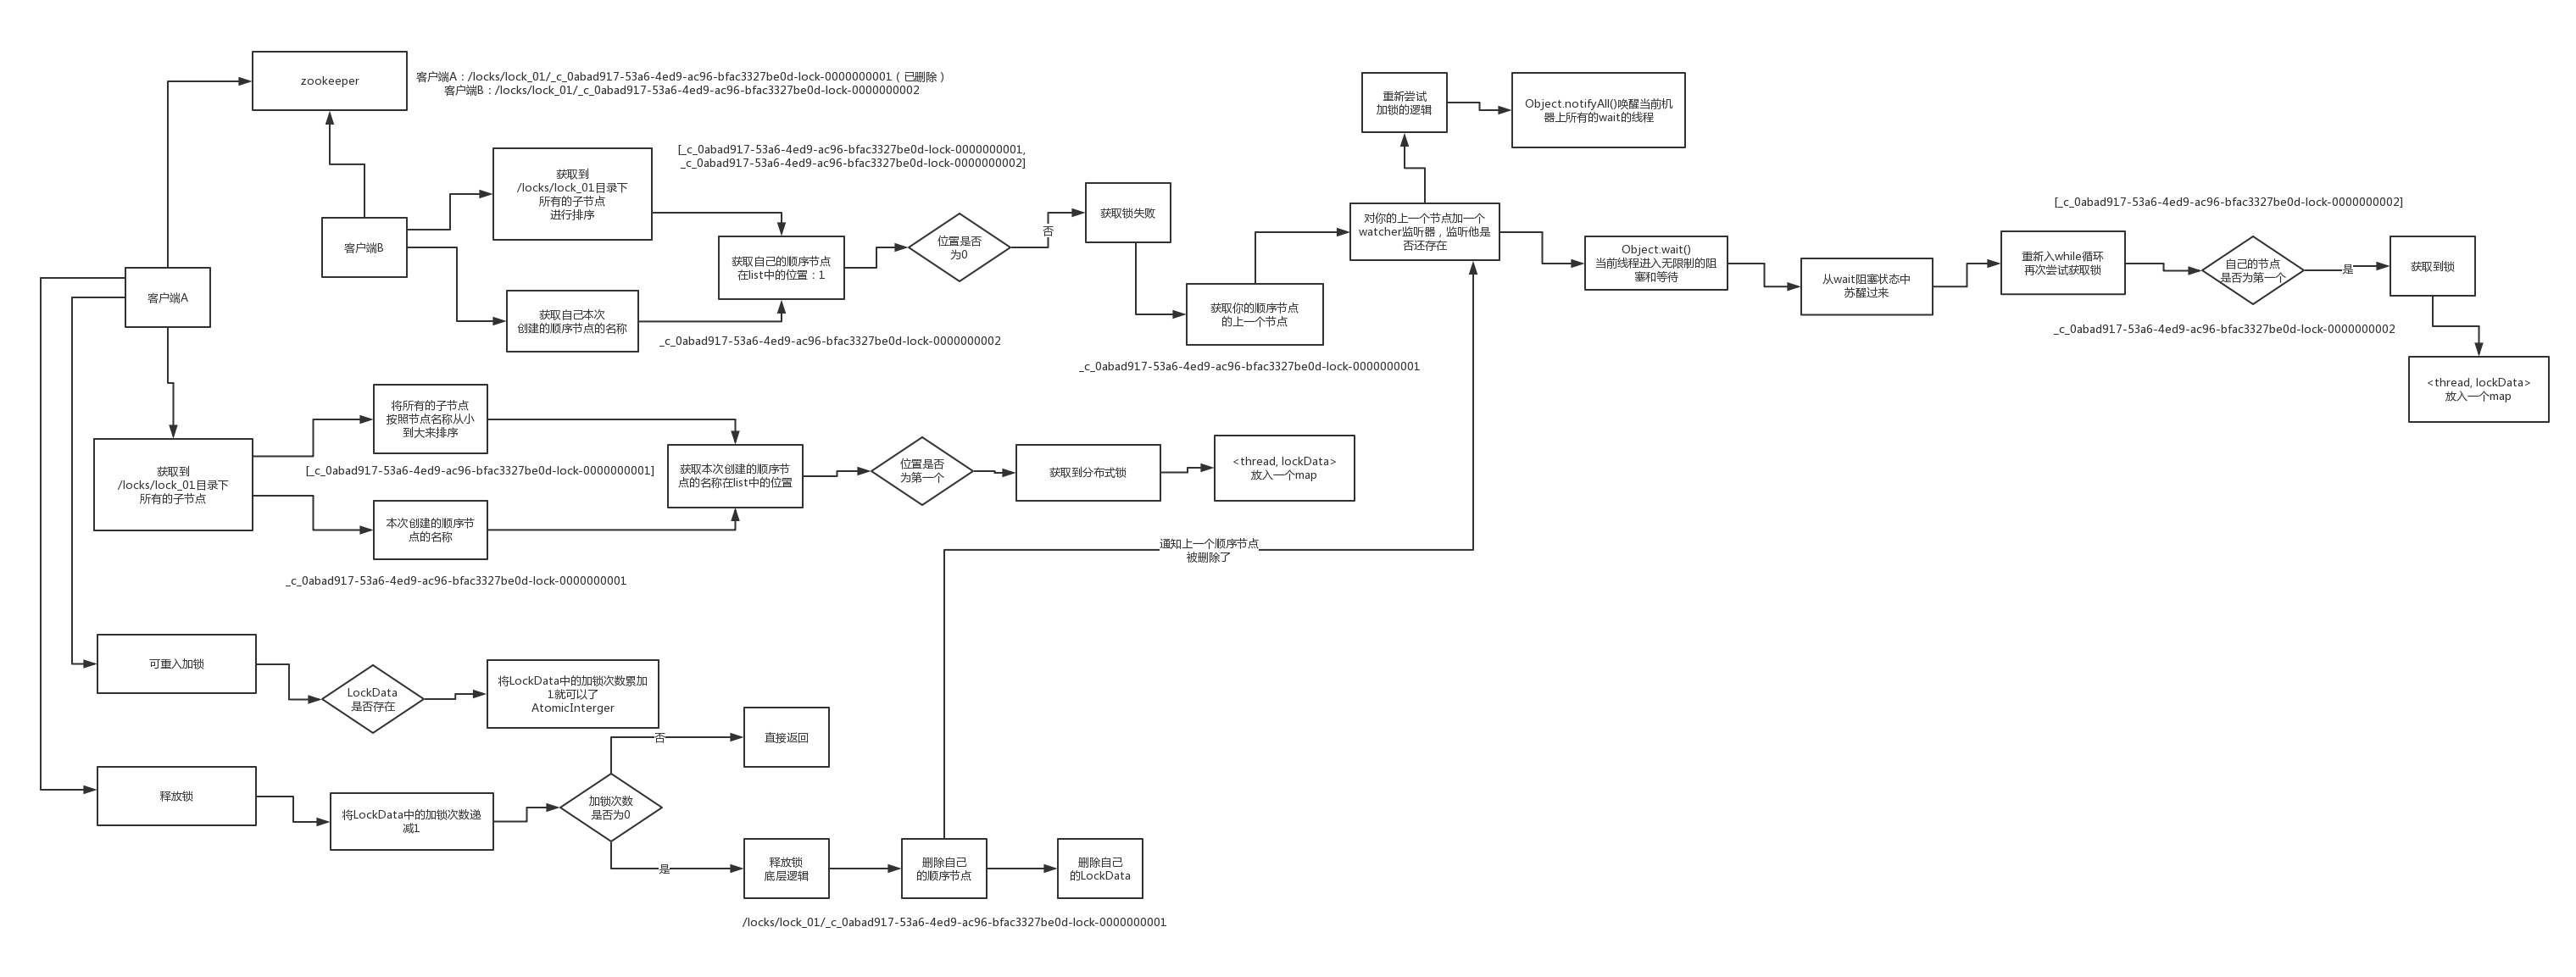 zookeeper
客户端A：/locks/lock_01/_c_0abad917-53a6-4ed9-ac96-bfac3327be0d-lock-0000000001（已删除）
客户端B：/locks/lock_01/_c_0abad917-53a6-4ed9-ac96-bfac3327be0d-lock-0000000002
重新尝试
加锁的逻辑
Object.notifyAll()唤醒当前机
器上所有的wait的线程
[_c_0abad917-53a6-4ed9-ac96-bfac3327be0d-lock-0000000001,
_c_0abad917-53a6-4ed9-ac96-bfac3327be0d-lock-0000000002]
获取到
/locks/lock_01目录下
所有的子节点
进行排序
客户端B
获取自己的顺序节点
在list中的位置：1
位置是否
为0
否
获取锁失败
对你的上一个节点加一个
watcher监听器，监听他是
否还存在
Object.wait()
当前线程进入无限制的阻
塞和等待
从wait阻塞状态中
苏醒过来
[_c_0abad917-53a6-4ed9-ac96-bfac3327be0d-lock-0000000002]
重新入while循环
再次尝试获取锁
自己的节点
是否为第一个
是
获取到锁
客户端A
获取自己本次
创建的顺序节点的名称
_c_0abad917-53a6-4ed9-ac96-bfac3327be0d-lock-0000000002
获取你的顺序节点
的上一个节点
_c_0abad917-53a6-4ed9-ac96-bfac3327be0d-lock-0000000001
_c_0abad917-53a6-4ed9-ac96-bfac3327be0d-lock-0000000002
<thread, lockData>
放入一个map
将所有的子节点
按照节点名称从小
到大来排序
获取到
/locks/lock_01目录下
所有的子节点
[_c_0abad917-53a6-4ed9-ac96-bfac3327be0d-lock-0000000001]
本次创建的顺序节
点的名称
_c_0abad917-53a6-4ed9-ac96-bfac3327be0d-lock-0000000001
获取本次创建的顺序节
点的名称在list中的位置
位置是否
为第一个
获取到分布式锁
<thread, lockData>
放入一个map
通知上一个顺序节点
被删除了
可重入加锁
LockData
是否存在
将LockData中的加锁次数累加
1就可以了
AtomicInterger
释放锁
将LockData中的加锁次数递
减1
加锁次数
是否为0
否
直接返回
是
释放锁
底层逻辑
删除自己
的顺序节点
删除自己
的LockData
/locks/lock_01/_c_0abad917-53a6-4ed9-ac96-bfac3327be0d-lock-0000000001